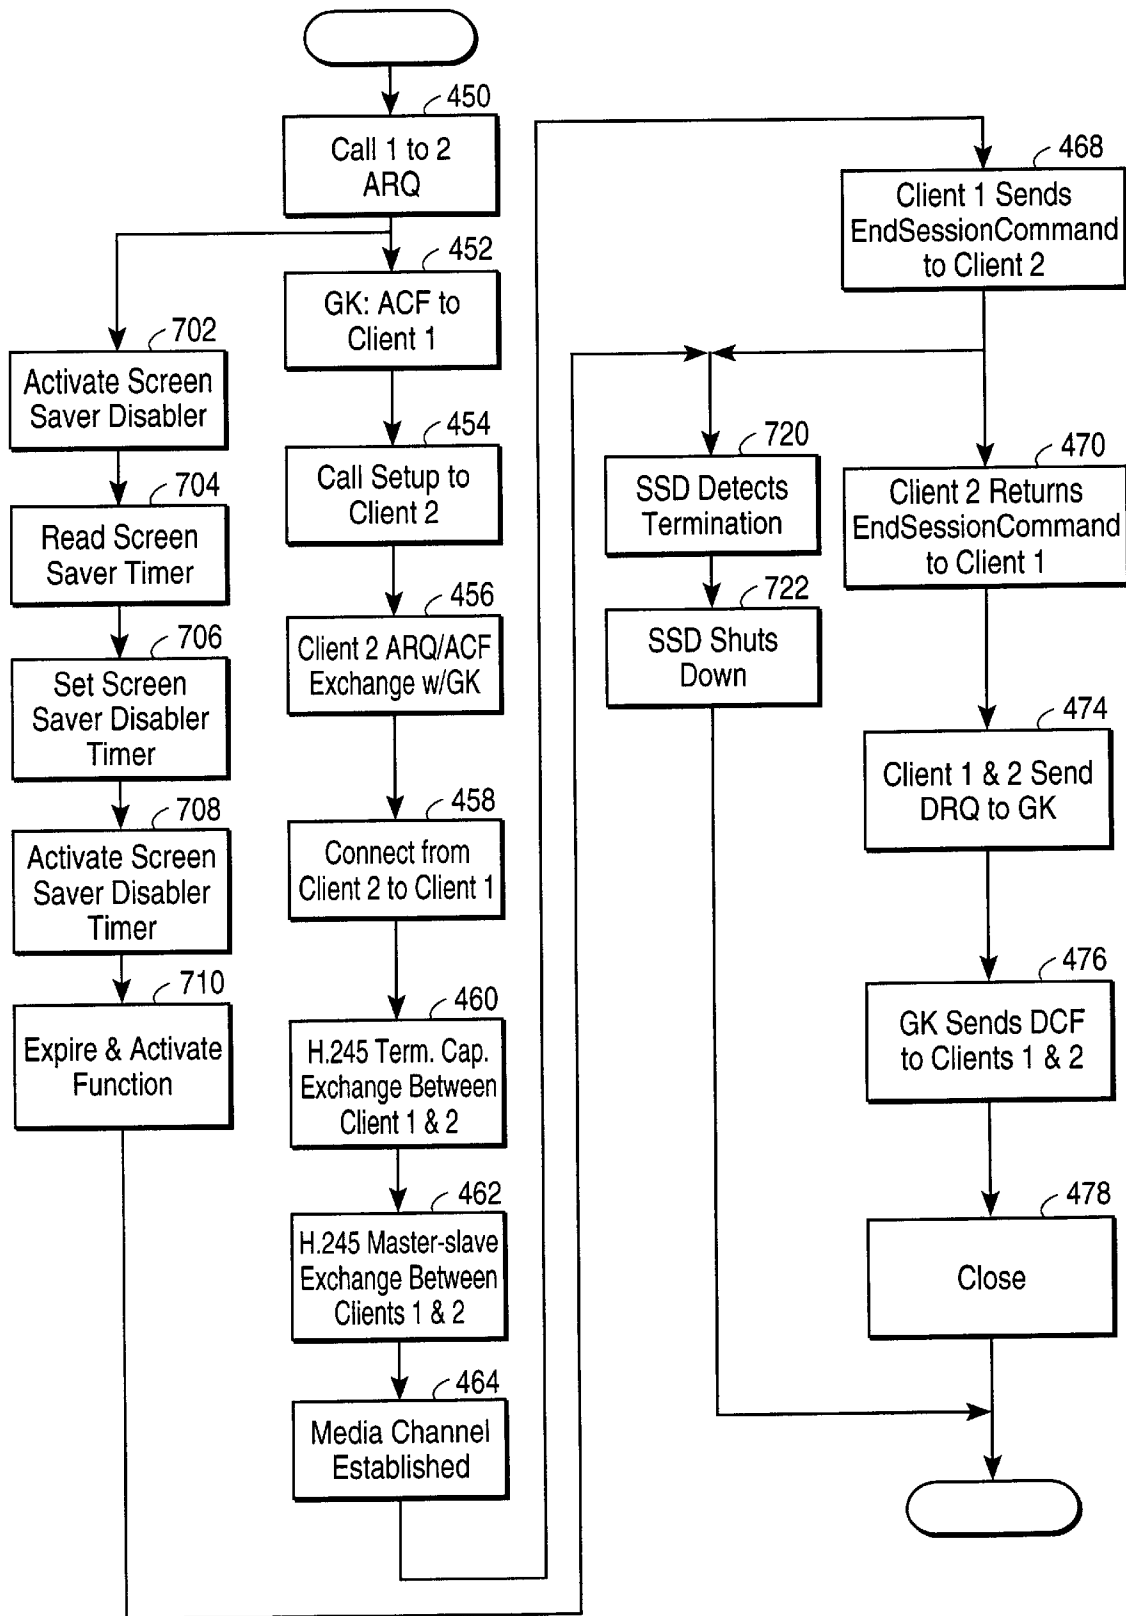 450
Call 1 to 2
ARQ
452
GK: ACF to
Client 1
454
Call Setup to
Client 2
456
Client 2 ARQ/ACF
Exchange w/GK
458
Connect from
Client 2 to Client 1
460
H.245 Term. Cap.
Exchange Between
Client 1 & 2
462
H.245 Master-slave
Exchange Between
Clients 1 & 2
464
Media Channel
Established
702
Activate Screen
Saver Disabler
704
Read Screen
Saver Timer
706
Set Screen
Saver Disabler
Timer
708
Activate Screen
Saver Disabler
Timer
710
Expire & Activate
Function
720
SSD Detects
Termination
722
SSD Shuts
Down
468
Client 1 Sends
EndSessionCommand
to Client 2
470
Client 2 Returns
EndSessionCommand
to Client 1
474
Client 1 & 2 Send
DRQ to GK
476
GK Sends DCF
to Clients 1 & 2
478
Close